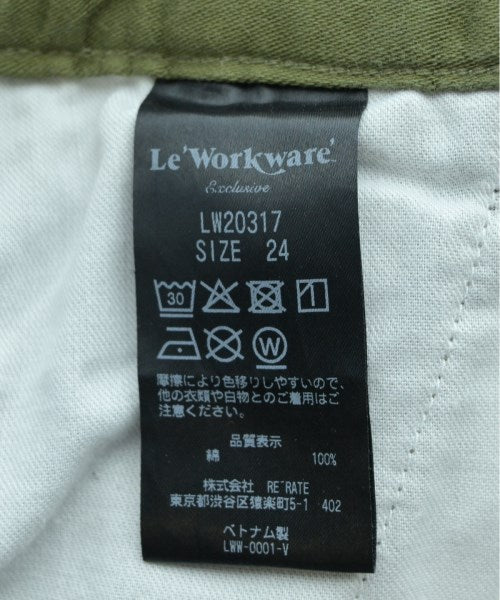 Le'Workware'
Exclusive
LW20317
SIZE 24
30
W
摩擦により色移りしやすいので、
他の衣類や白物とのご着用はご
注意ください。
品質表示
綿 100%
株式会社 RE´RATE
東京都渋谷区猿楽町5-1 402
ベトナム製
LWW-0001-V